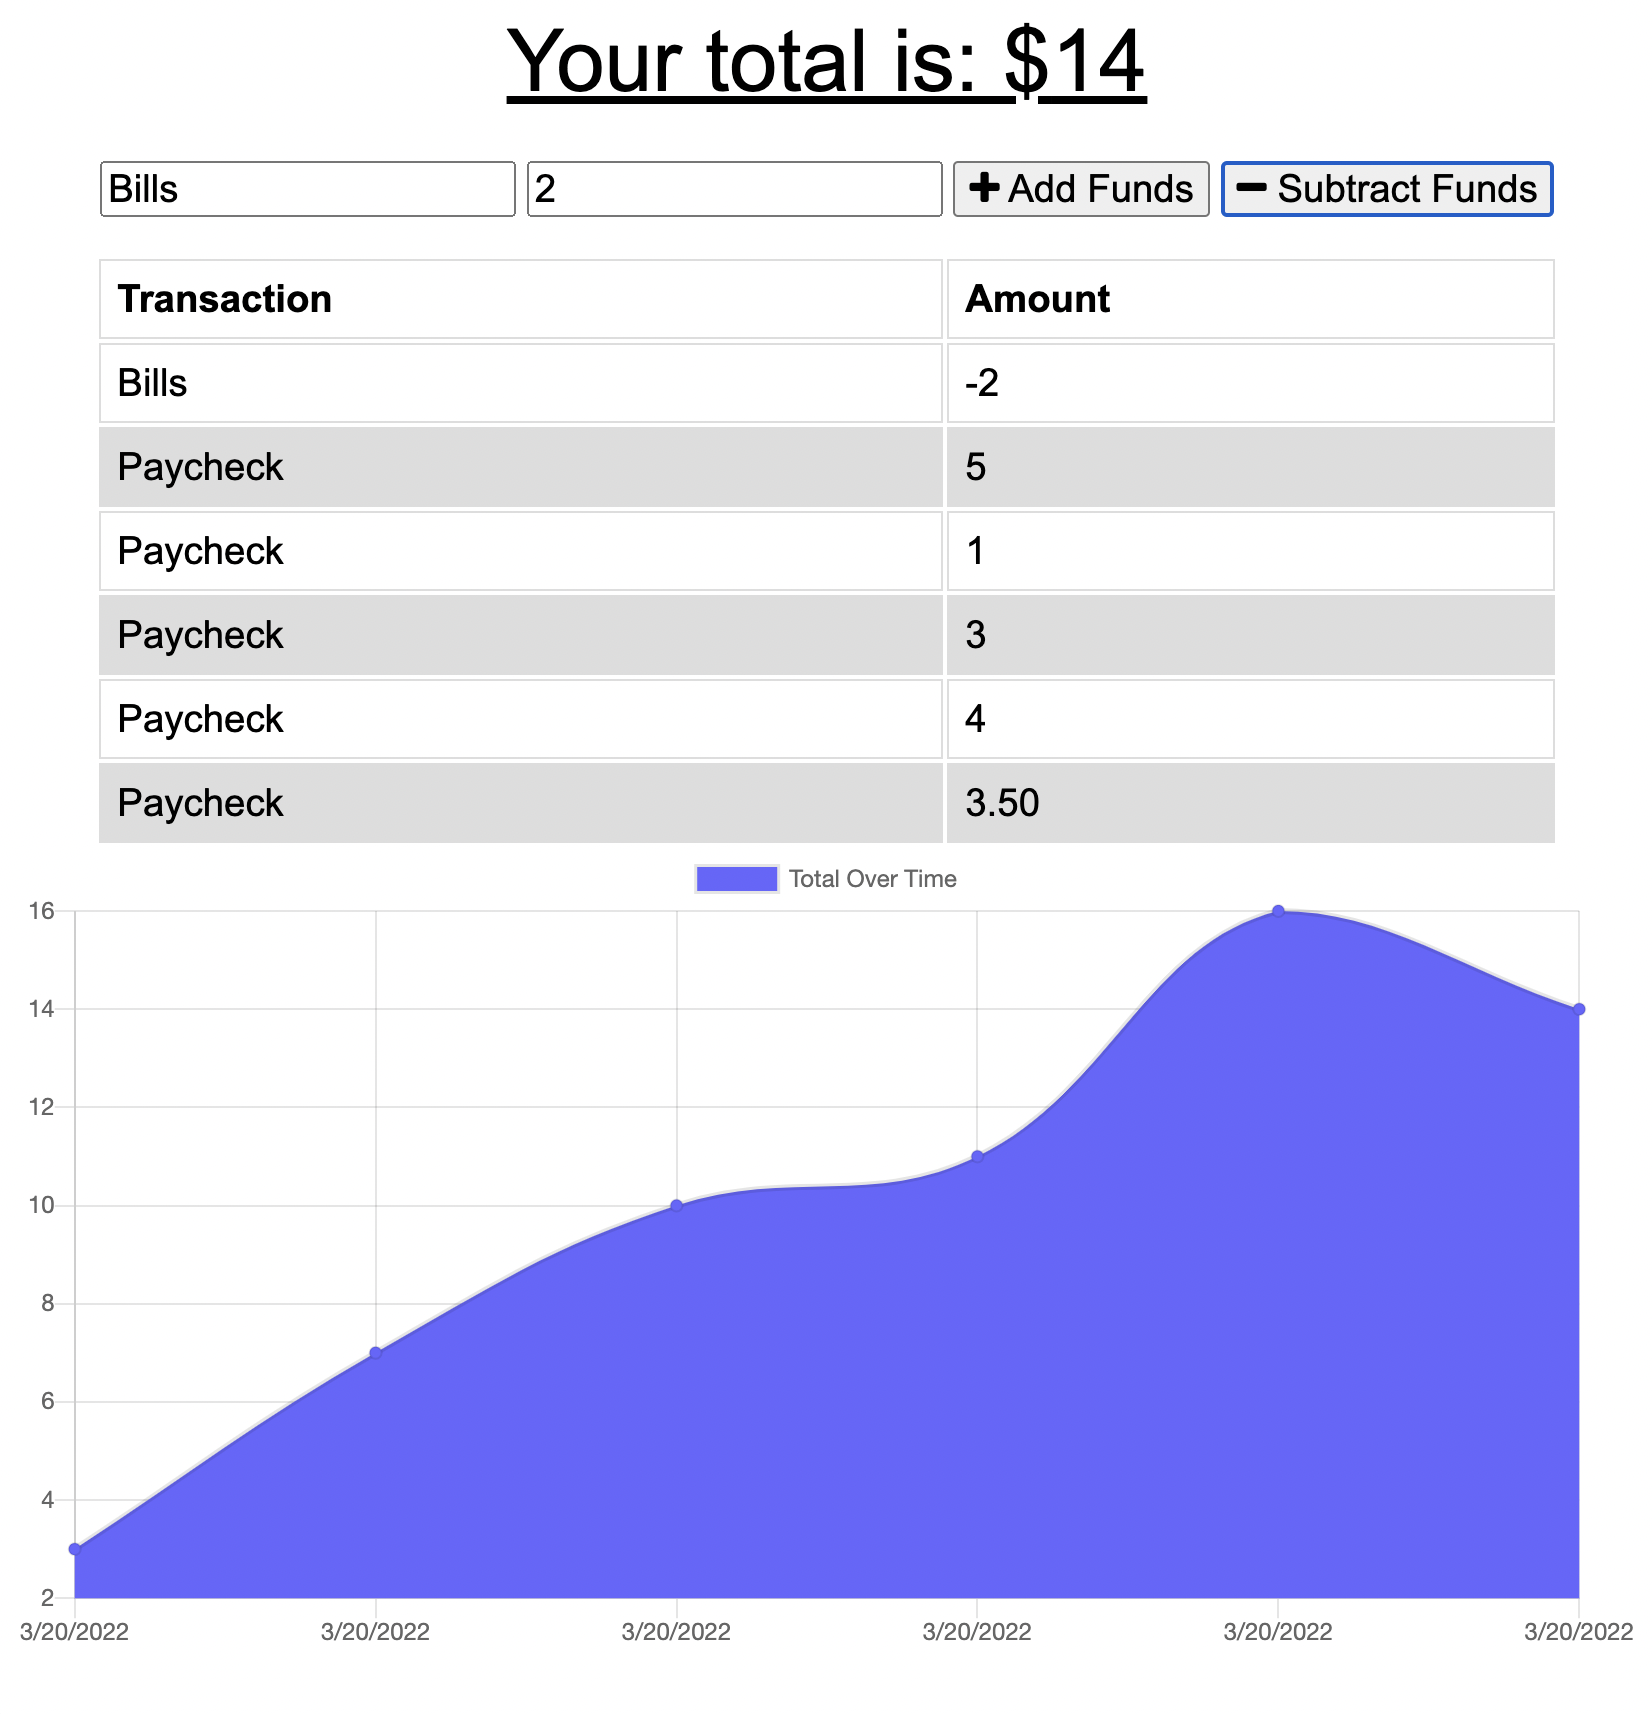 Your total is: $14
Bills 2 Add Funds Subtract Funds
Transaction Amount
Bills -2
Paycheck 5
Paycheck 1
Paycheck 3
Paycheck 4
Paycheck 3.50
Total Over Time
16
14
12
10
8
6
4
2
3/20/2022 3/20/2022 3/20/2022 3/20/2022 3/20/2022 3/20/2022